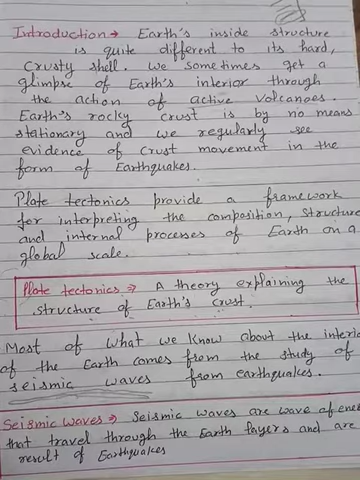 Introduction → Earth's inside structure
is quite different to its hard,
crusty shell. We sometimes get a
glimpse of Earth's interior through
the action of active volcanoes.
Earth's rocky crust is by no means
stationary and we regularly see
evidence of crust movement in the
form of Earthquakes.
Plate tectonics provide a framework
for interpreting the composition, structure
and internal processes of Earth on a
global scale.
Plate tectonics → A theory explaining the
structure of Earth's crust.
Most of what we know about the interio
of the Earth comes from the study of
seismic waves from earthquakes.
Seismic waves → Seismic waves are wave of ene
that travel through the Earth layers and are
result of Earthquakes